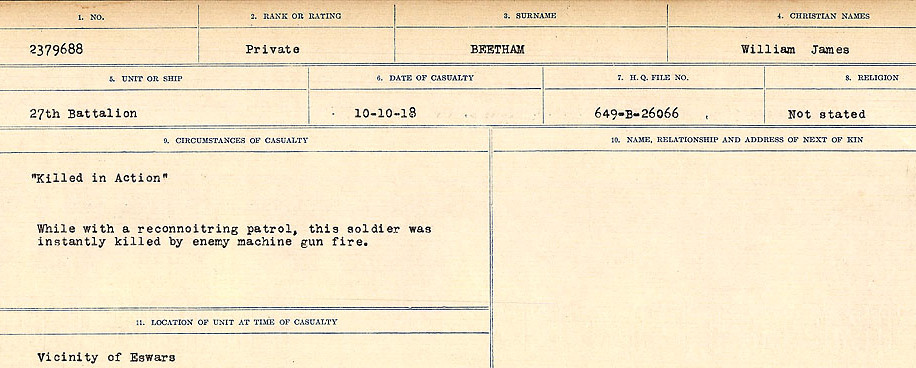 1. NO. 2. RANK OR RATING 3. SURNAME 4. CHRISTIAN NAMES
2379688 Private BEETHAM William James
5. UNIT OR SHIP 6. DATE OF CASUALTY 7. H. Q. FILE NO. 8. RELIGION
27th Battalion 10-10-18 649-B-26066 Not stated
9. CIRCUMSTANCES OF CASUALTY 10. NAME, RELATIONSHIP AND ADDRESS OF NEXT OF KIN
"Killed in Action"
While with a reconnoitring patrol, this soldier was
instantly killed by enemy machine gun fire.
11. LOCATION OF UNIT AT TIME OF CASUALTY
Vicinity of Eswars